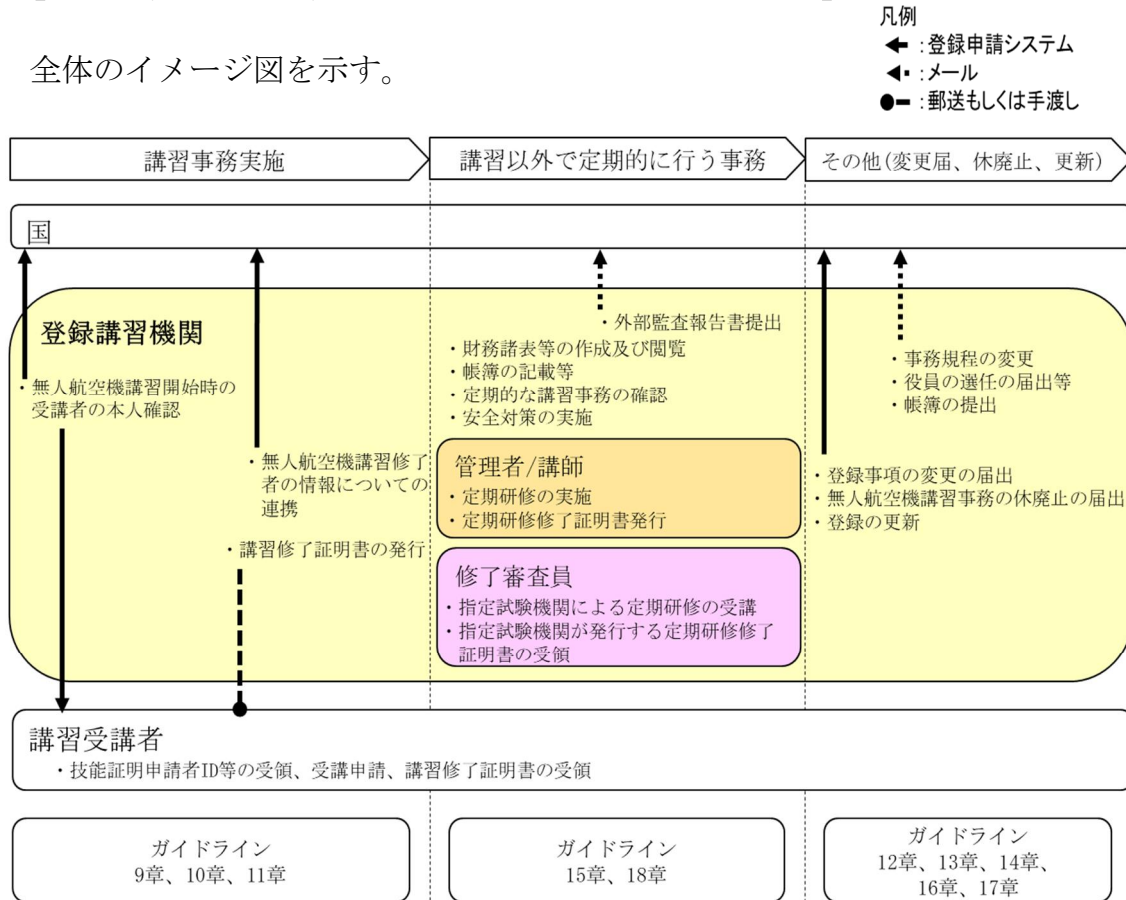 凡例
:登録申請システム
:メール
:郵送もしくは手渡し
全体のイメージ図を示す。
講習事務実施
講習以外で定期的に行う事務
その他(変更届、休廃止、更新)
国
登録講習機関
・無人航空機講習開始時の
受講者の本人確認
・無人航空機講習修了
者の情報についての
連携
・講習修了証明書の発行
・外部監査報告書提出
・財務諸表等の作成及び閲覧
・帳簿の記載等
・定期的な講習事務の確認
・安全対策の実施
管理者/講師
・定期研修の実施
・定期研修修了証明書発行
修了審査員
・指定試験機関による定期研修の受講
・指定試験機関が発行する定期研修修了
証明書の受領
・事務規程の変更
・役員の選任の届出等
・帳簿の提出
・登録事項の変更の届出
・無人航空機講習事務の休廃止の届出
・登録の更新
講習受講者
・技能証明申請者ID等の受領、受講申請、講習修了証明書の受領
ガイドライン
9章、10章、11章
ガイドライン
15章、18章
ガイドライン
12章、13章、14章、
16章、17章